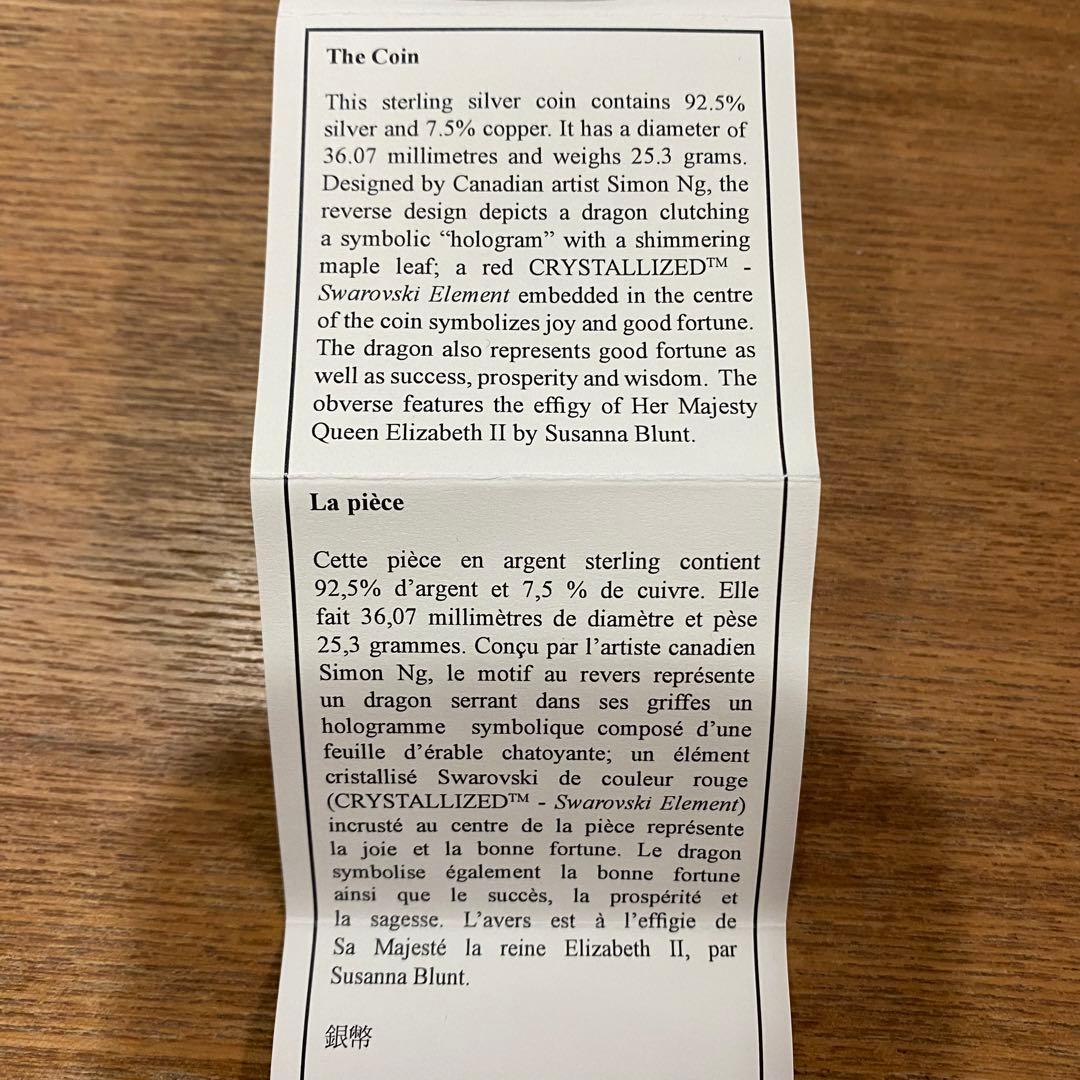 The Coin
This sterling silver coin contains 92.5%
silver and 7.5% copper. It has a diameter of
36.07 millimetres and weighs 25.3 grams.
Designed by Canadian artist Simon Ng, the
reverse design depicts a dragon clutching
a symbolic “hologram” with a shimmering
maple leaf; a red CRYSTALLIZED™ -
Swarovski Element embedded in the centre
of the coin symbolizes joy and good fortune.
The dragon also represents good fortune as
well as success, prosperity and wisdom. The
obverse features the effigy of Her Majesty
Queen Elizabeth II by Susanna Blunt.
La pièce
Cette pièce en argent sterling contient
92,5% d’argent et 7,5 % de cuivre. Elle
fait 36,07 millimètres de diamètre et pèse
25,3 grammes. Conçu par l’artiste canadien
Simon Ng, le motif au revers représente
un dragon serrant dans ses griffes un
hologramme symbolique composé d’une
feuille d’érable chatoyante; un élément
cristallisé Swarovski de couleur rouge
(CRYSTALLIZED™ - Swarovski Element)
incrusté au centre de la pièce représente
la joie et la bonne fortune. Le dragon
symbolise également la bonne fortune
ainsi que le succès, la prospérité et
la sagesse. L’avers est à l’effigie de
Sa Majesté la reine Elizabeth II, par
Susanna Blunt.
銀幣